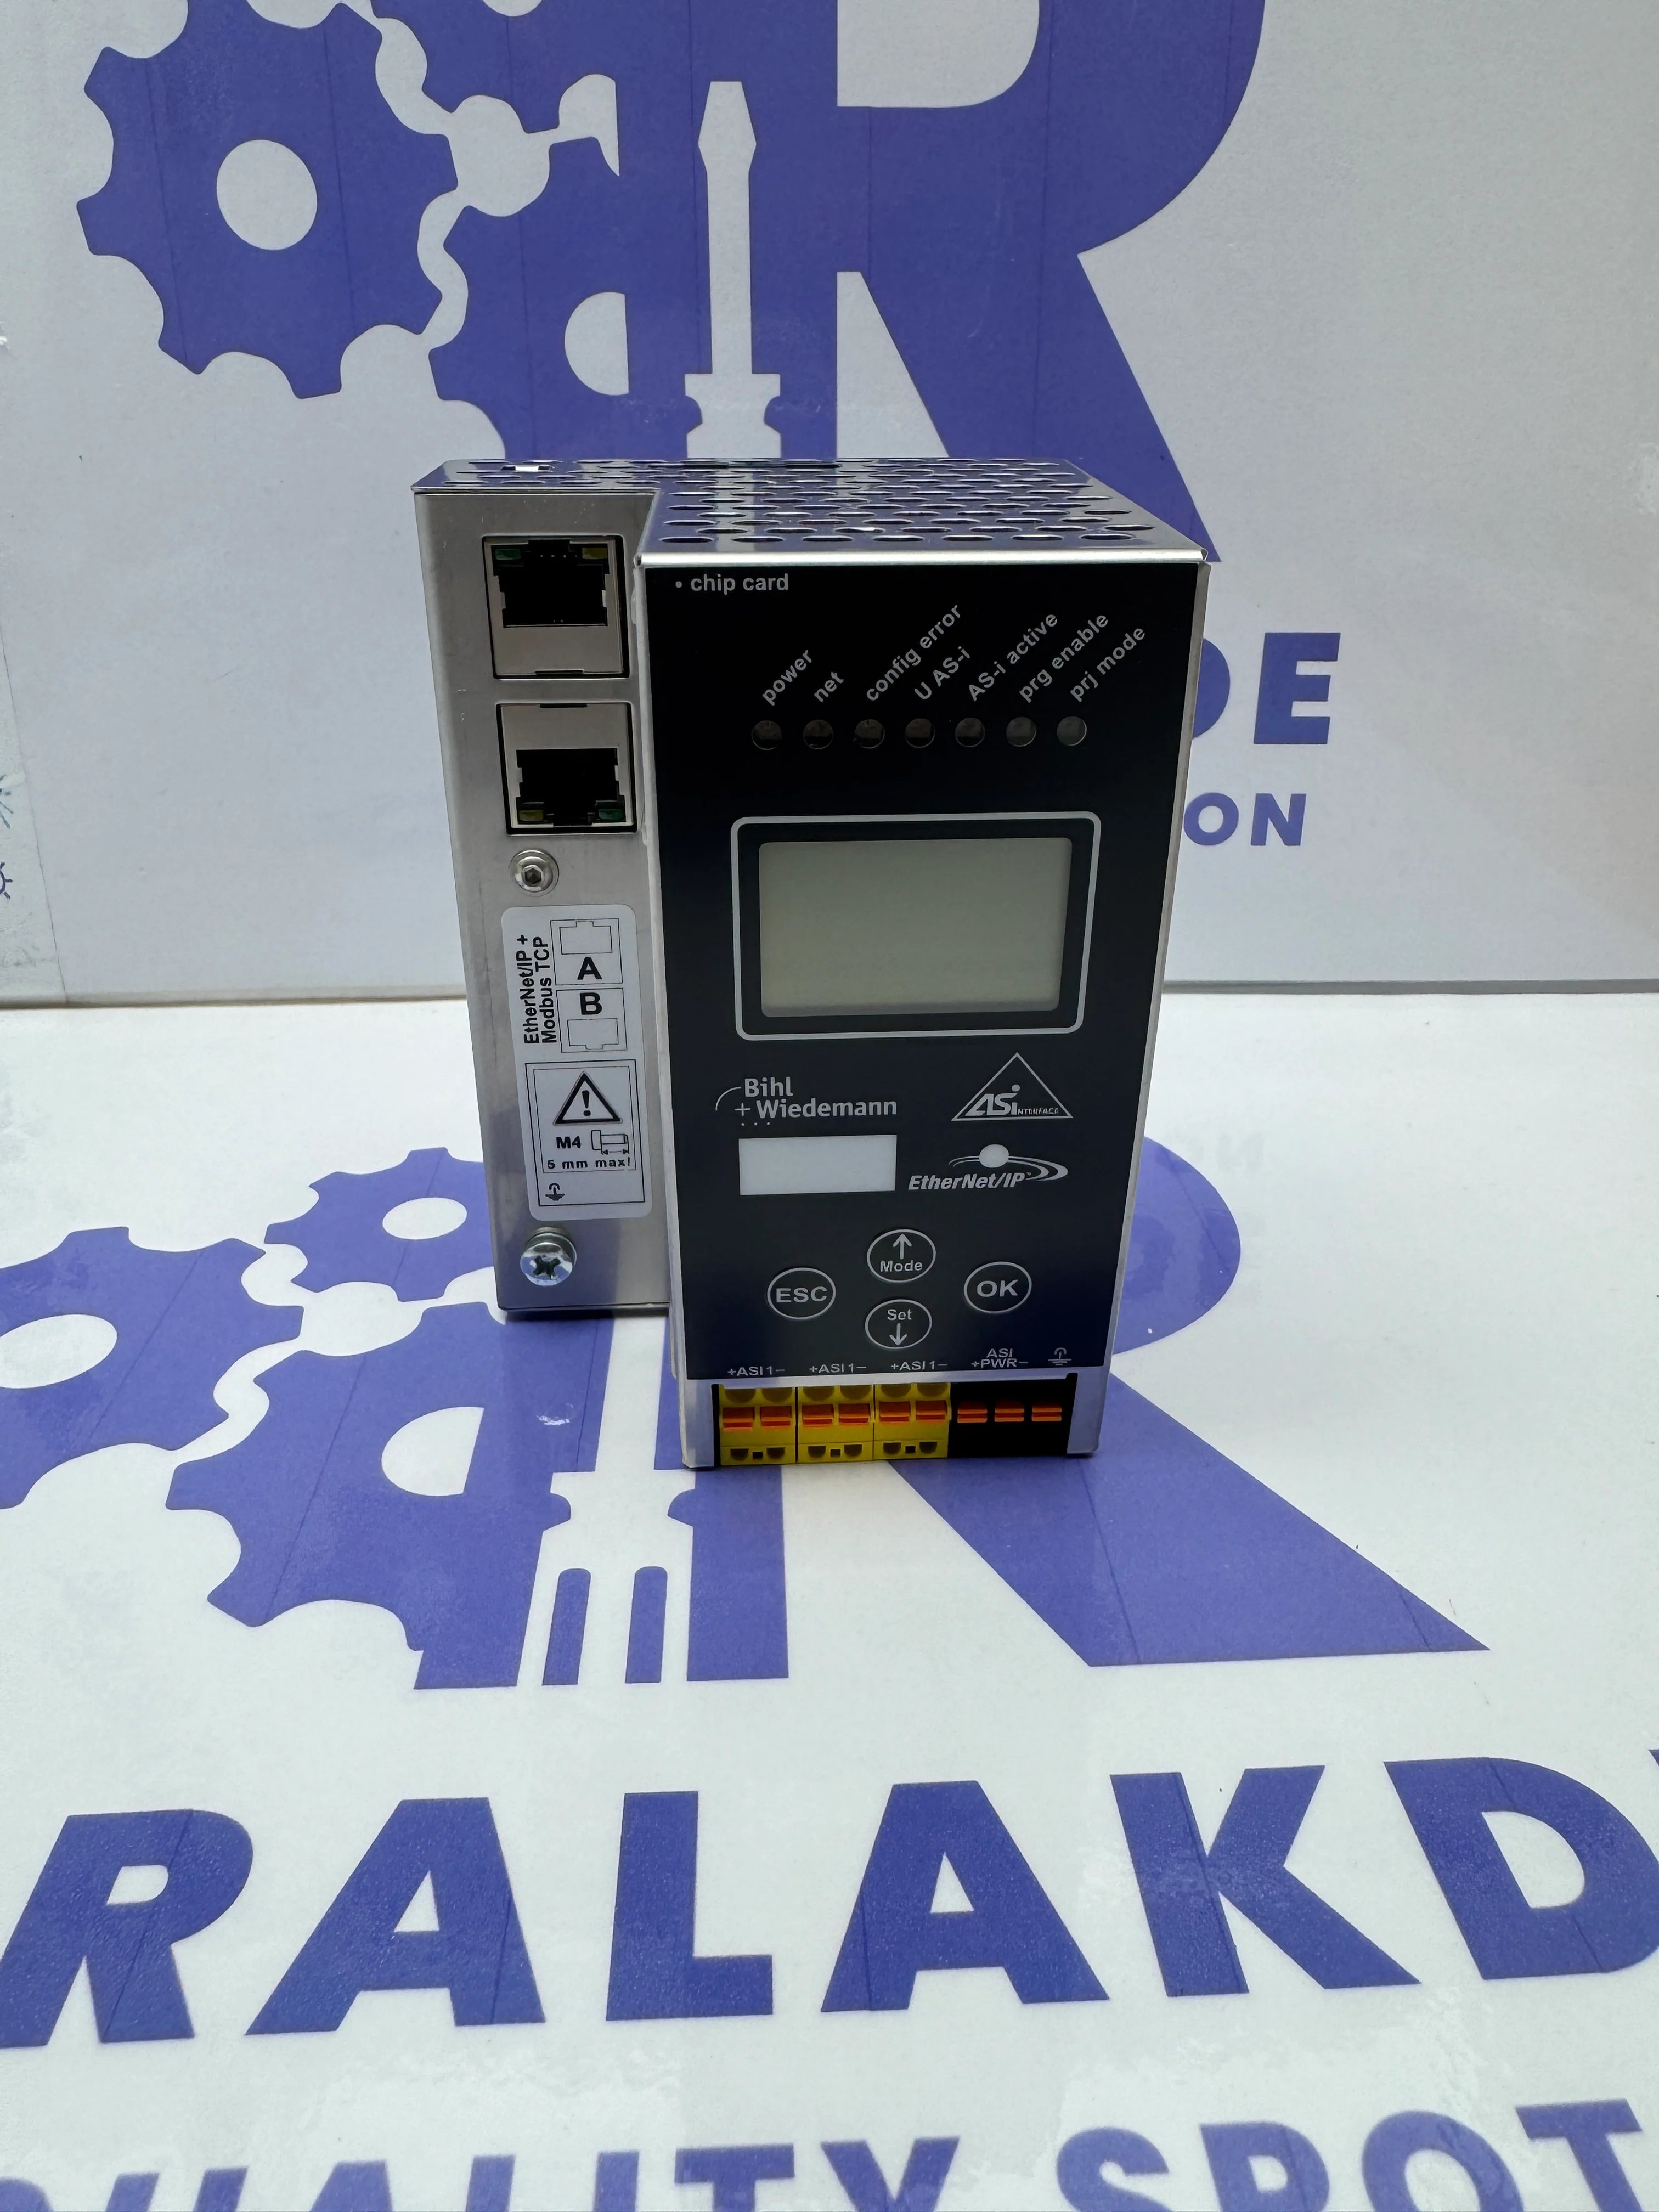 • chip card
power
net
config error
U AS-i
AS-i active
prg enable
prj mode
EtherNet/IP +
Modbus TCP
A
B
M4
5 mm max!
Bihl
+ Wiedemann
ASi INTERFACE
EtherNet/IP
Mode
ESC
OK
Set
+ASI 1−
+ASI 1−
+ASI 1−
ASI
+PWR−
R
DE
ON
RALAKD
QUALITY SPOT